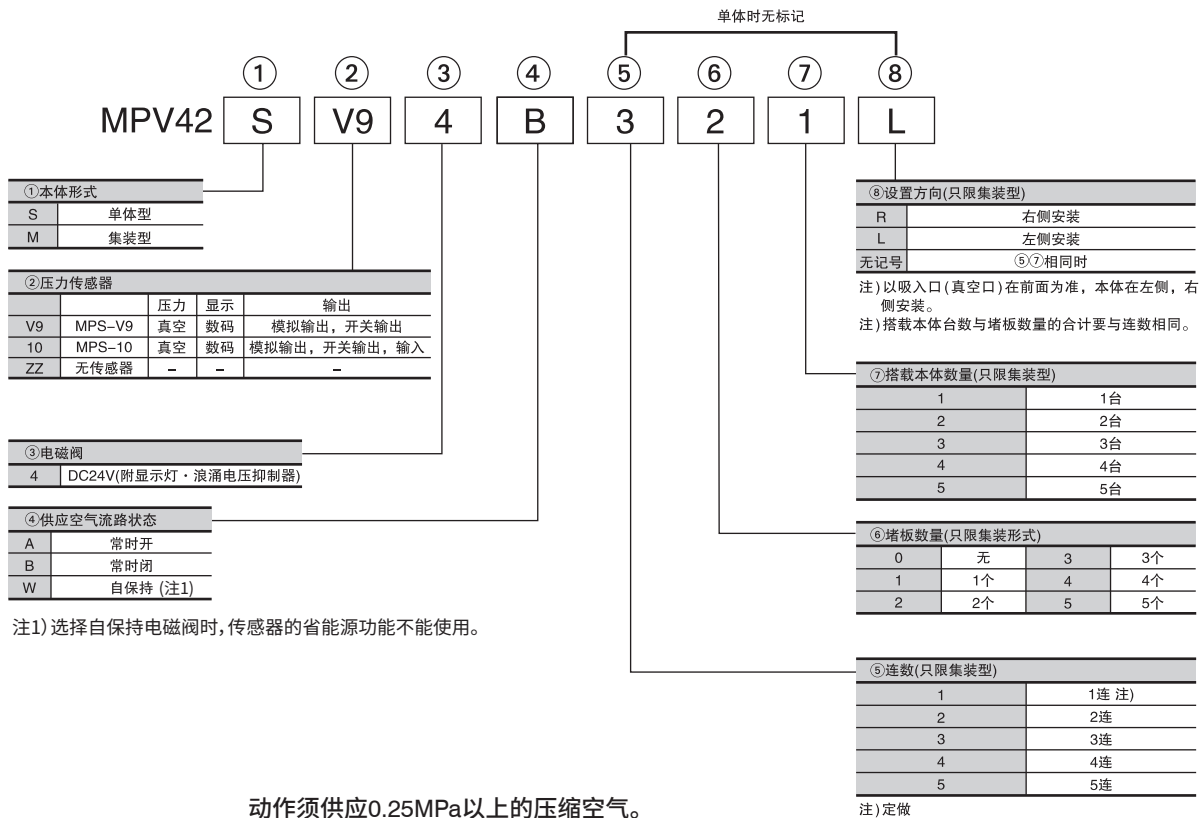 单体时无标记
① ② ③ ④ ⑤ ⑥ ⑦ ⑧
MPV42 S V9 4 B 3 2 1 L
①本体形式
S 单体型
M 集装型
②压力传感器
压力 显示 输出
V9 MPS-V9 真空 数码 模拟输出，开关输出
10 MPS-10 真空 数码 模拟输出，开关输出，输入
ZZ 无传感器 – – –
③电磁阀
4 DC24V(附显示灯・浪涌电压抑制器)
④供应空气流路状态
A 常时开
B 常时闭
W 自保持 (注1)
注1)选择自保持电磁阀时,传感器的省能源功能不能使用。
⑧设置方向(只限集装型)
R 右侧安装
L 左侧安装
无记号 ⑤⑦相同时
注)以吸入口(真空口)在前面为准，本体在左侧，右
侧安装。
注)搭载本体台数与堵板数量的合计要与连数相同。
⑦搭载本体数量(只限集装型)
1 1台
2 2台
3 3台
4 4台
5 5台
⑥堵板数量(只限集装形式)
0 无 3 3个
1 1个 4 4个
2 2个 5 5个
⑤连数(只限集装型)
1 1连 注)
2 2连
3 3连
4 4连
5 5连
注)定做
动作须供应0.25MPa以上的压缩空气。